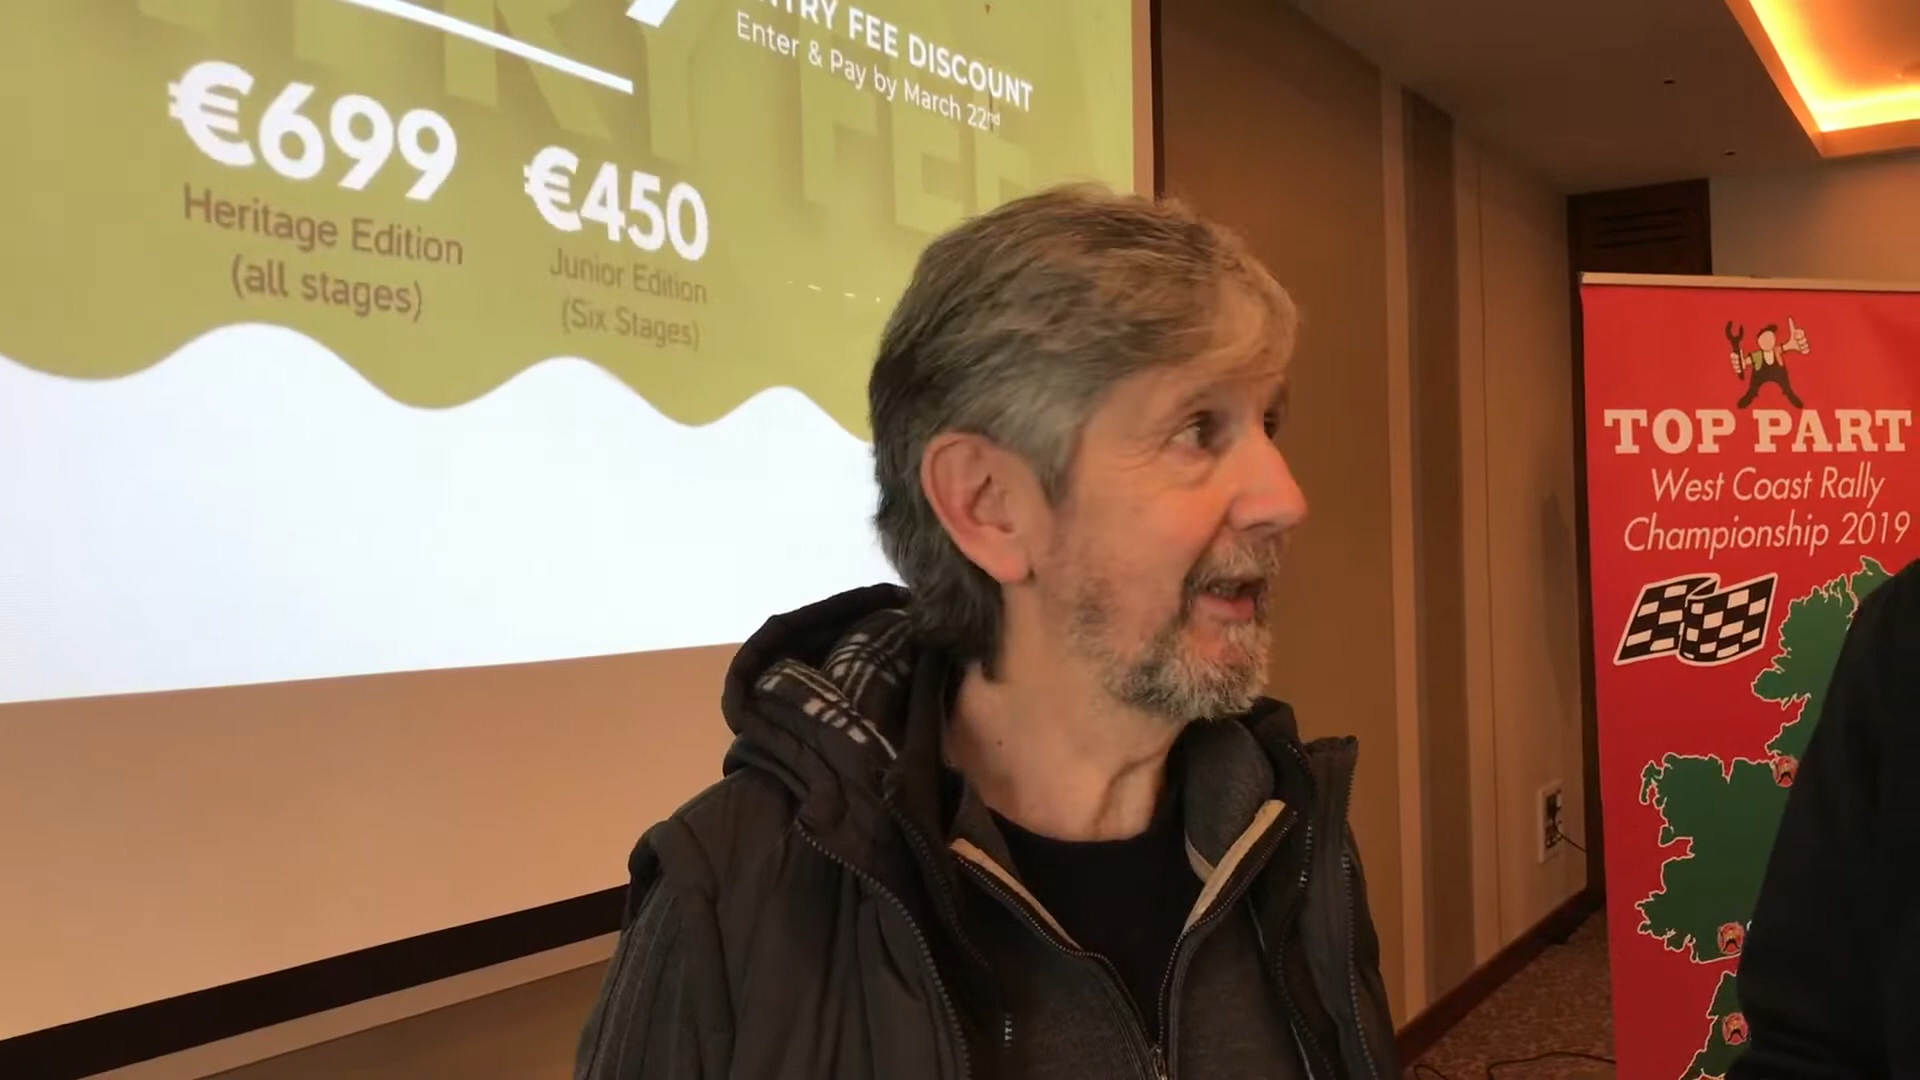 FEE DISCOUNT
Enter & Pay by March 22nd
€699
Heritage Edition
(all stages)
€450
Junior Edition
(Six Stages)
TOP PART
West Coast Rally
Championship 2019